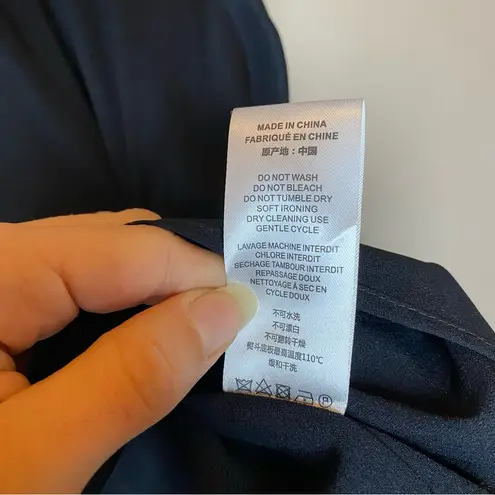 MADE IN CHINA
FABRIQUÉ EN CHINE
原产地：中国
DO NOT WASH
DO NOT BLEACH
DO NOT TUMBLE DRY
SOFT IRONING
DRY CLEANING USE
GENTLE CYCLE
LAVAGE MACHINE INTERDIT
CHLORE INTERDIT
SECHAGE TAMBOUR INTERDIT
REPASSAGE DOUX
NETTOYAGE À SEC EN
CYCLE DOUX
不可水洗
不可漂白
不可翻转干燥
熨斗底板最高温度110℃
缓和干洗